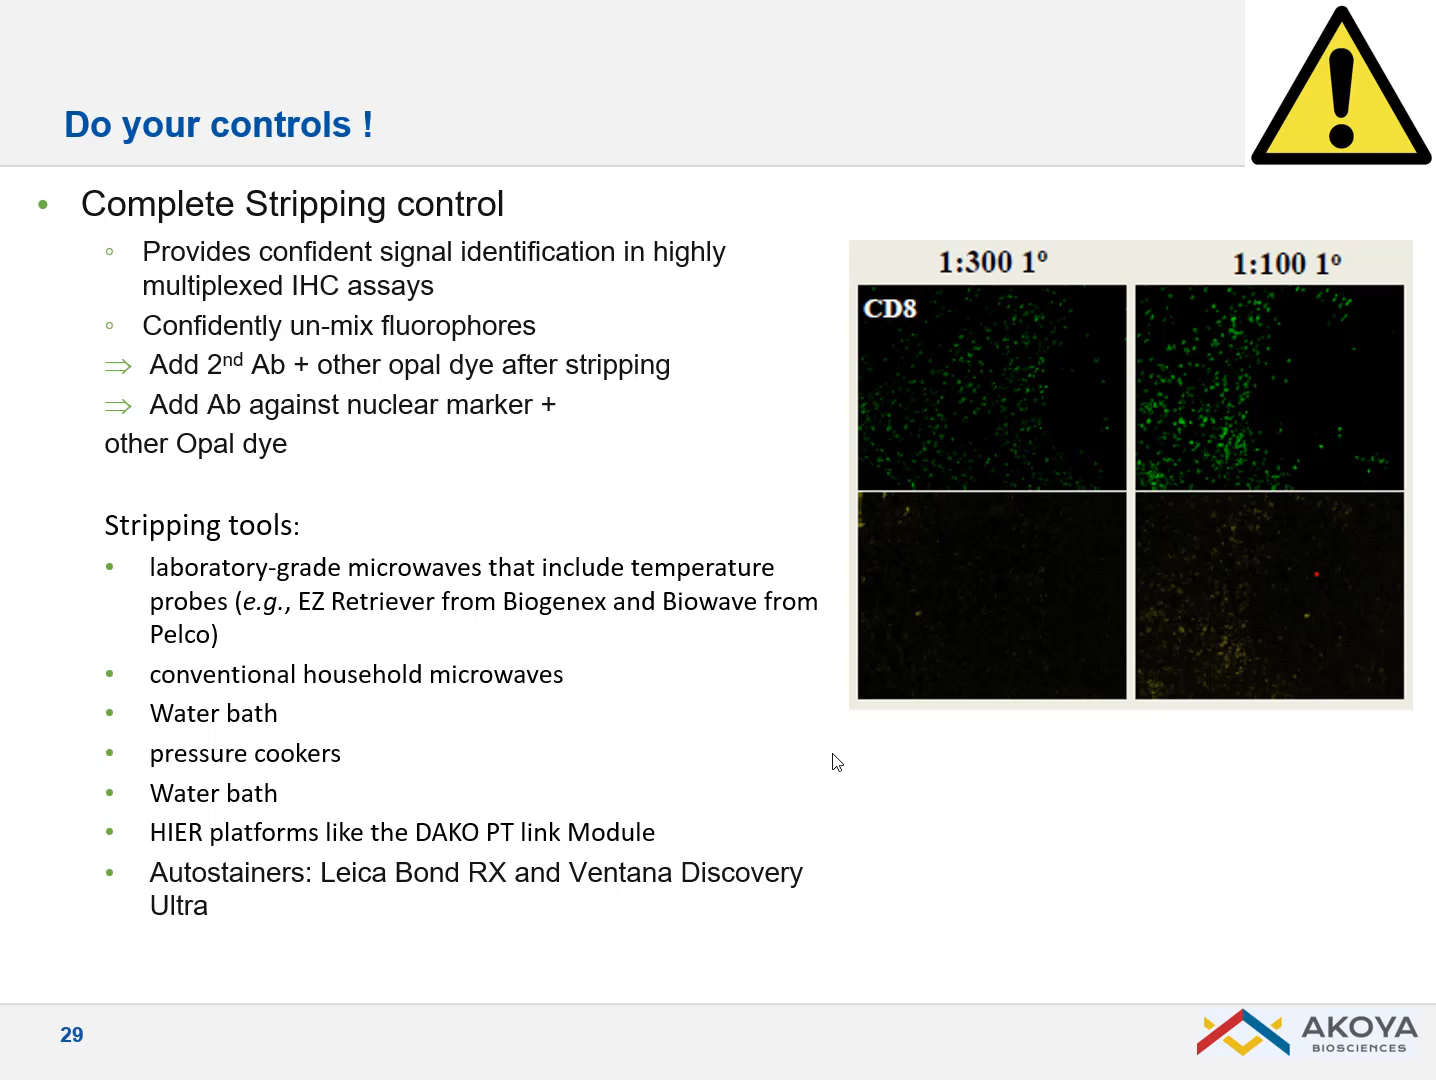 Do your controls !
• Complete Stripping control
◦ Provides confident signal identification in highly
multiplexed IHC assays
◦ Confidently un-mix fluorophores
⇒ Add 2nd Ab + other opal dye after stripping
⇒ Add Ab against nuclear marker +
other Opal dye
Stripping tools:
• laboratory-grade microwaves that include temperature
probes (e.g., EZ Retriever from Biogenex and Biowave from
Pelco)
• conventional household microwaves
• Water bath
• pressure cookers
• Water bath
• HIER platforms like the DAKO PT link Module
• Autostainers: Leica Bond RX and Ventana Discovery
Ultra
1:300 1º
1:100 1º
CD8
29
AKOYA
BIOSCIENCES